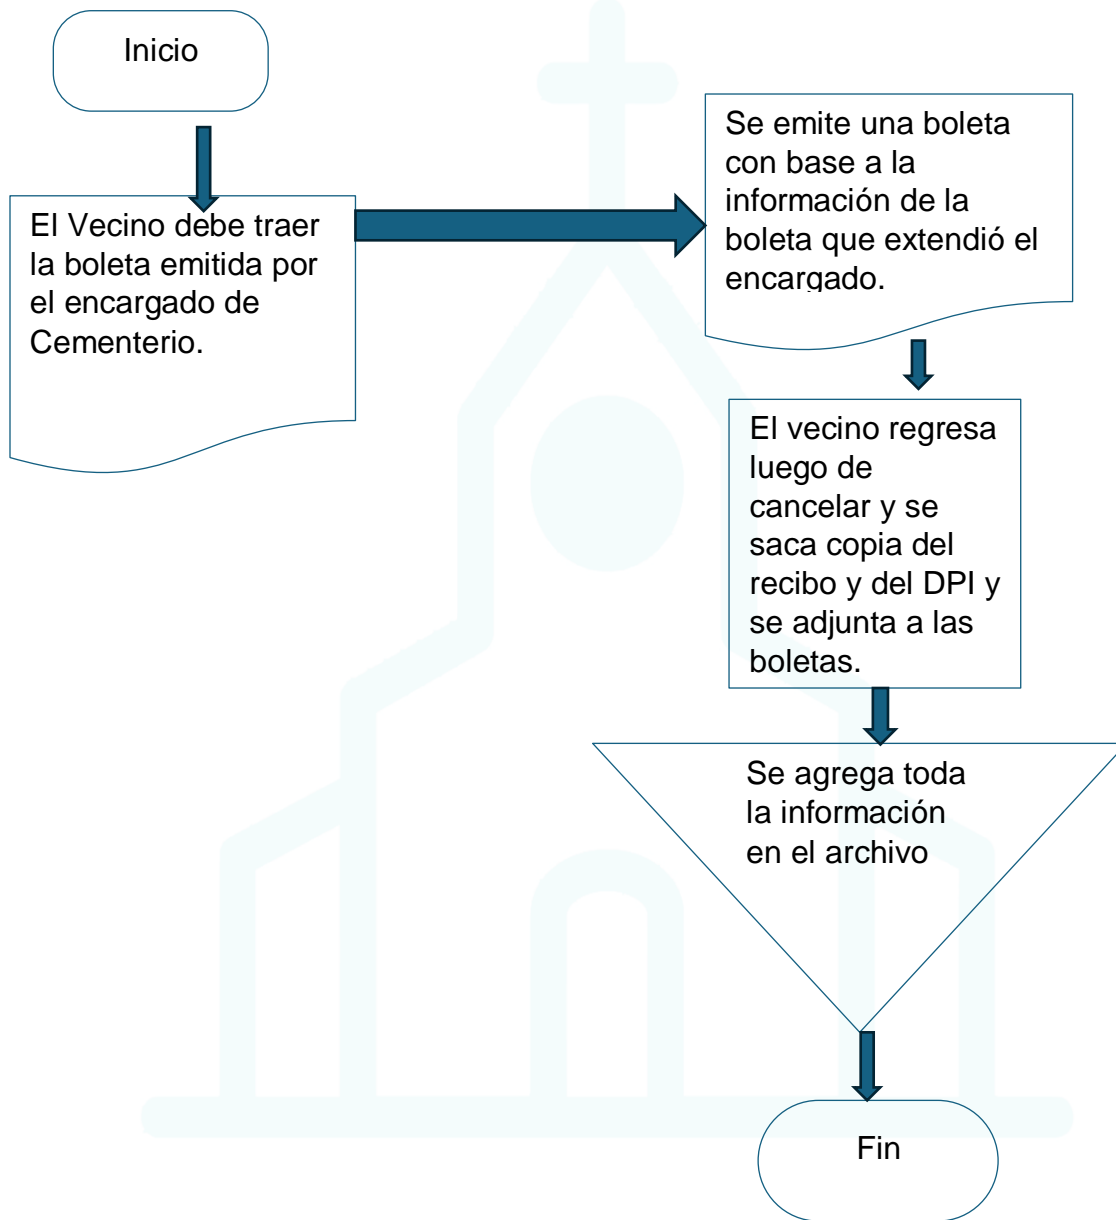 Inicio
El Vecino debe traer
la boleta emitida por
el encargado de
Cementerio.
Se emite una boleta
con base a la
información de la
boleta que extendió el
encargado.
El vecino regresa
luego de
cancelar y se
saca copia del
recibo y del DPI y
se adjunta a las
boletas.
Se agrega toda
la información
en el archivo
Fin